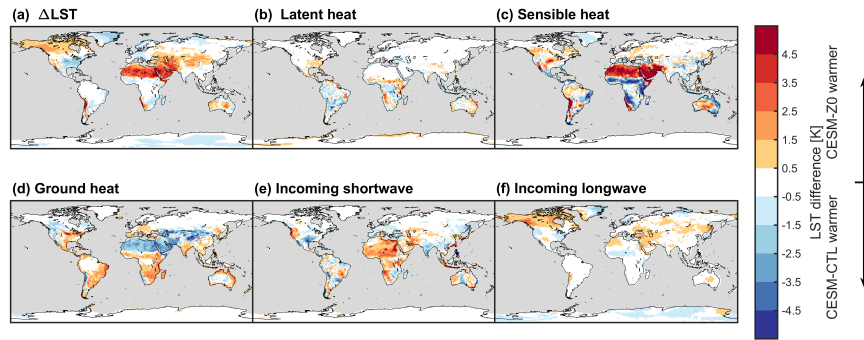 (a) ΔLST
(b) Latent heat
(c) Sensible heat
(d) Ground heat
(e) Incoming shortwave
(f) Incoming longwave
4.5
3.5
2.5
1.5
0.5
-0.5
-1.5
-2.5
-3.5
-4.5
LST difference [K]
CESM-CTL warmer
CESM-Z0 warmer